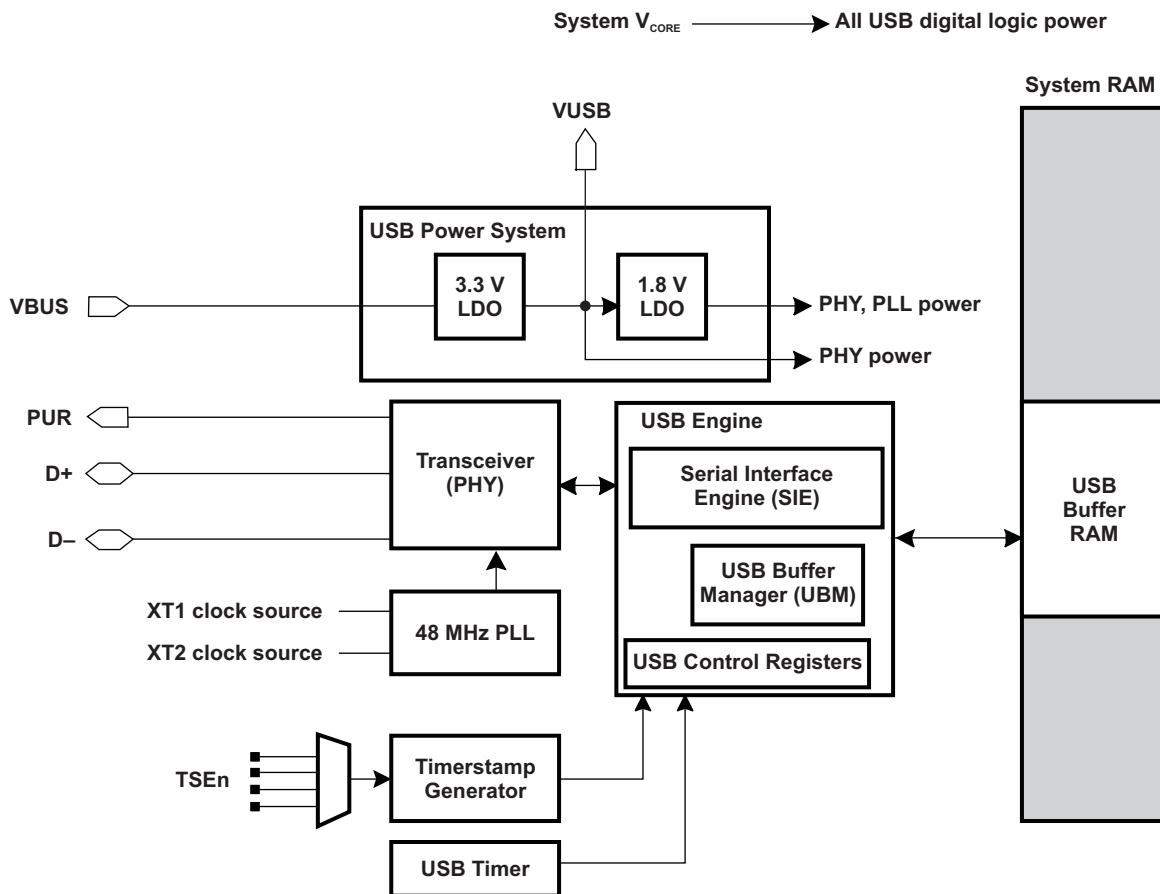 System VCORE
All USB digital logic power
System RAM
VUSB
USB Power System
3.3 V
LDO
1.8 V
LDO
VBUS
PHY, PLL power
PHY power
PUR
D+
D–
Transceiver
(PHY)
USB Engine
Serial Interface
Engine (SIE)
USB Buffer
Manager (UBM)
USB Control Registers
USB
Buffer
RAM
XT1 clock source
XT2 clock source
48 MHz PLL
TSEn
Timerstamp
Generator
USB Timer